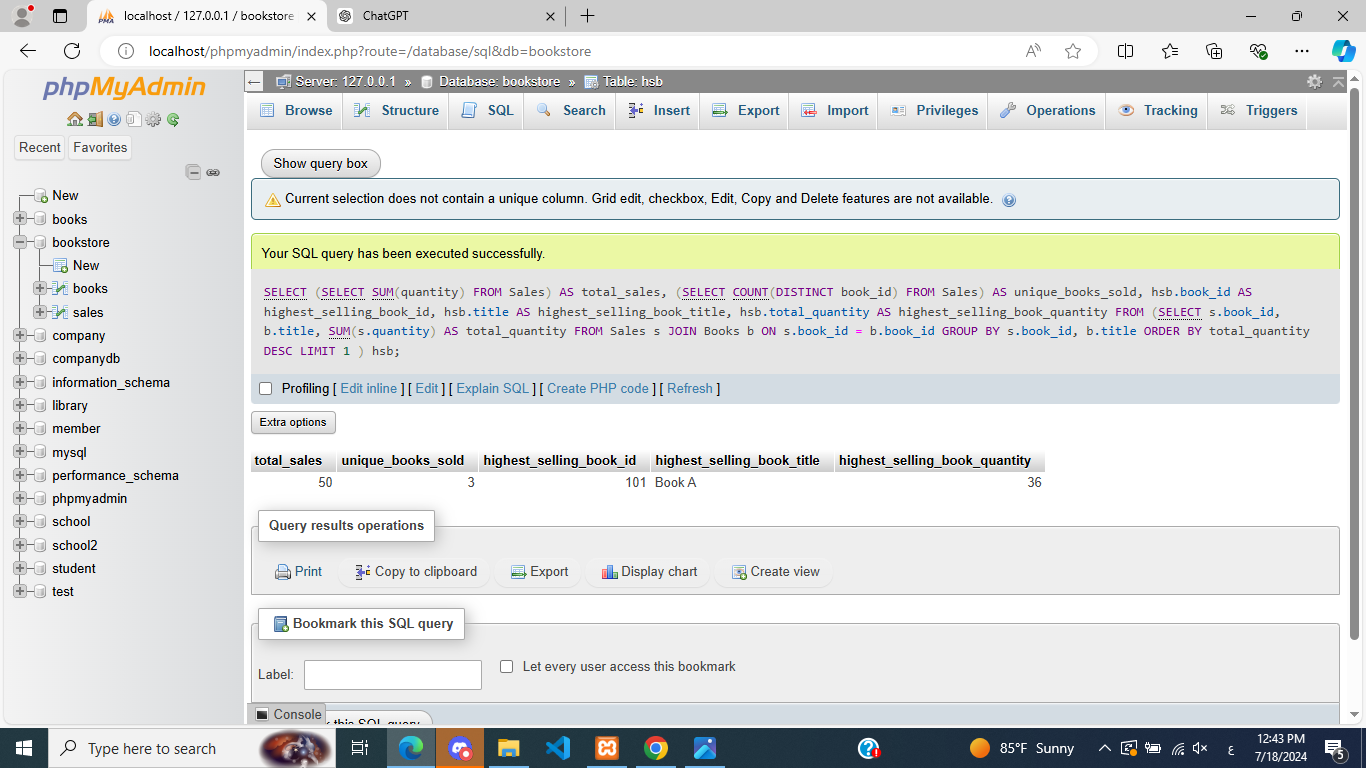 localhost / 127.0.0.1 / bookstore
ChatGPT
localhost/phpmyadmin/index.php?route=/database/sql&db=bookstore
phpMyAdmin
Recent
Favorites
New
books
bookstore
New
books
sales
company
companydb
information_schema
library
member
mysql
performance_schema
phpmyadmin
school
school2
student
test
Server: 127.0.0.1 » Database: bookstore » Table: hsb
Browse Structure SQL Search Insert Export Import Privileges Operations Tracking Triggers
Show query box
Current selection does not contain a unique column. Grid edit, checkbox, Edit, Copy and Delete features are not available.
Your SQL query has been executed successfully.
SELECT (SELECT SUM(quantity) FROM Sales) AS total_sales, (SELECT COUNT(DISTINCT book_id) FROM Sales) AS unique_books_sold, hsb.book_id AS
highest_selling_book_id, hsb.title AS highest_selling_book_title, hsb.total_quantity AS highest_selling_book_quantity FROM (SELECT s.book_id,
b.title, SUM(s.quantity) AS total_quantity FROM Sales s JOIN Books b ON s.book_id = b.book_id GROUP BY s.book_id, b.title ORDER BY total_quantity
DESC LIMIT 1 ) hsb;
Profiling [ Edit inline ] [ Edit ] [ Explain SQL ] [ Create PHP code ] [ Refresh ]
Extra options
total_sales unique_books_sold highest_selling_book_id highest_selling_book_title highest_selling_book_quantity
50 3 101 Book A 36
Query results operations
Print Copy to clipboard Export Display chart Create view
Bookmark this SQL query
Label:
Let every user access this bookmark
Console
this SQL query
Type here to search
85°F Sunny
ع
12:43 PM
7/18/2024
5